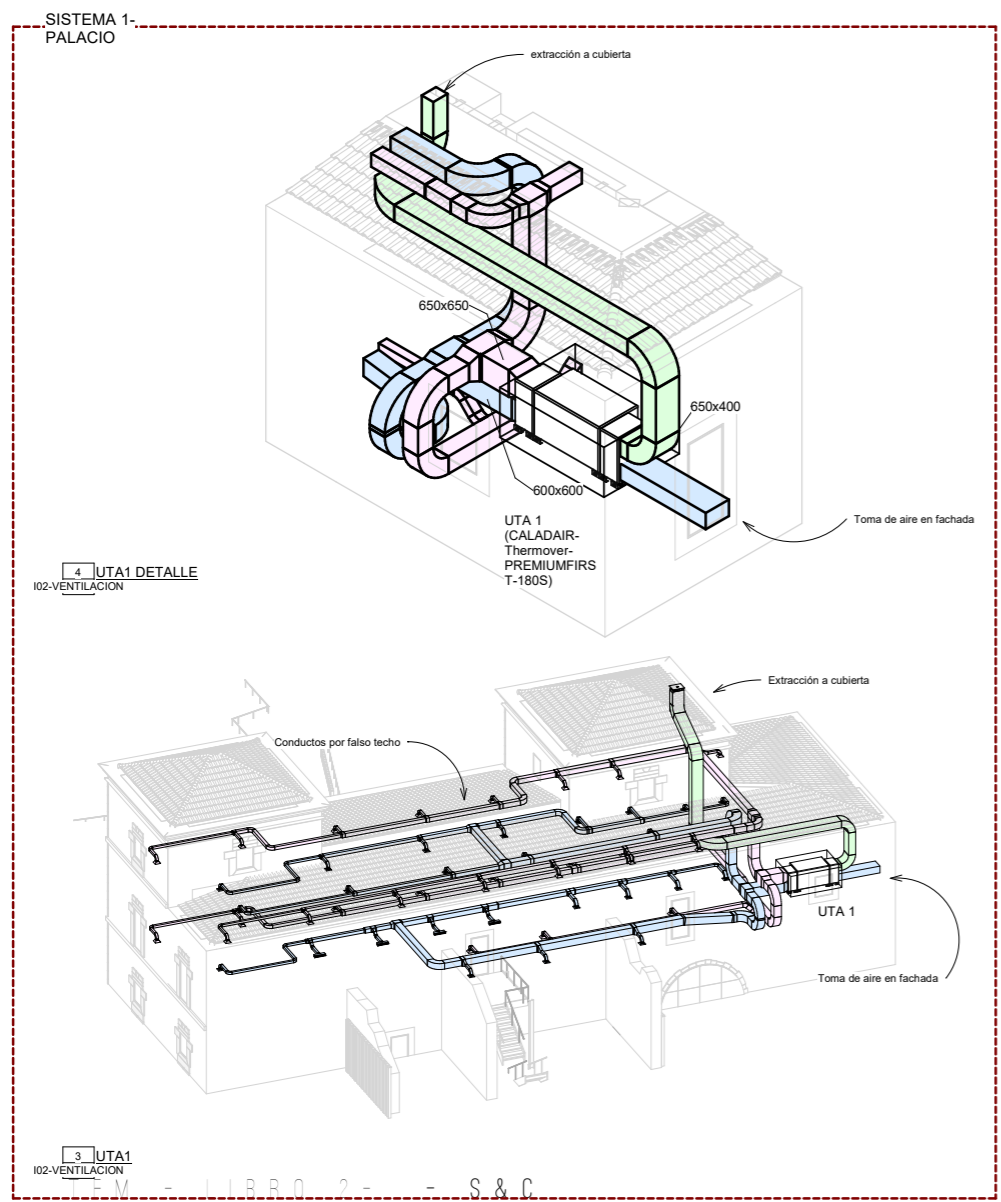 SISTEMA 1-
PALACIO
extracción a cubierta
650x650
650x400
600x600
UTA 1
(CALADAIR-
Thermover-
PREMIUMFIRS
T-180S)
Toma de aire en fachada
4 UTA1 DETALLE
I02-VENTILACION
Extracción a cubierta
Conductos por falso techo
UTA 1
Toma de aire en fachada
3 UTA1
I02-VENTILACION
LIBRO 2- - S & C